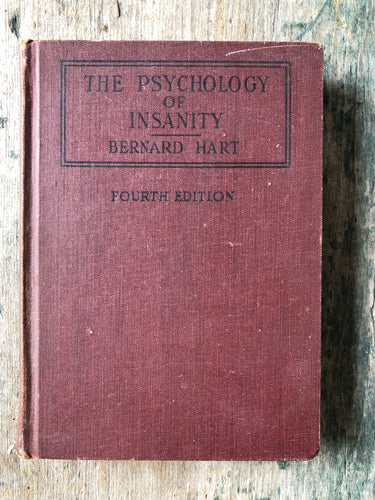 THE PSYCHOLOGY
OF
INSANITY
BERNARD HART
FOURTH EDITION